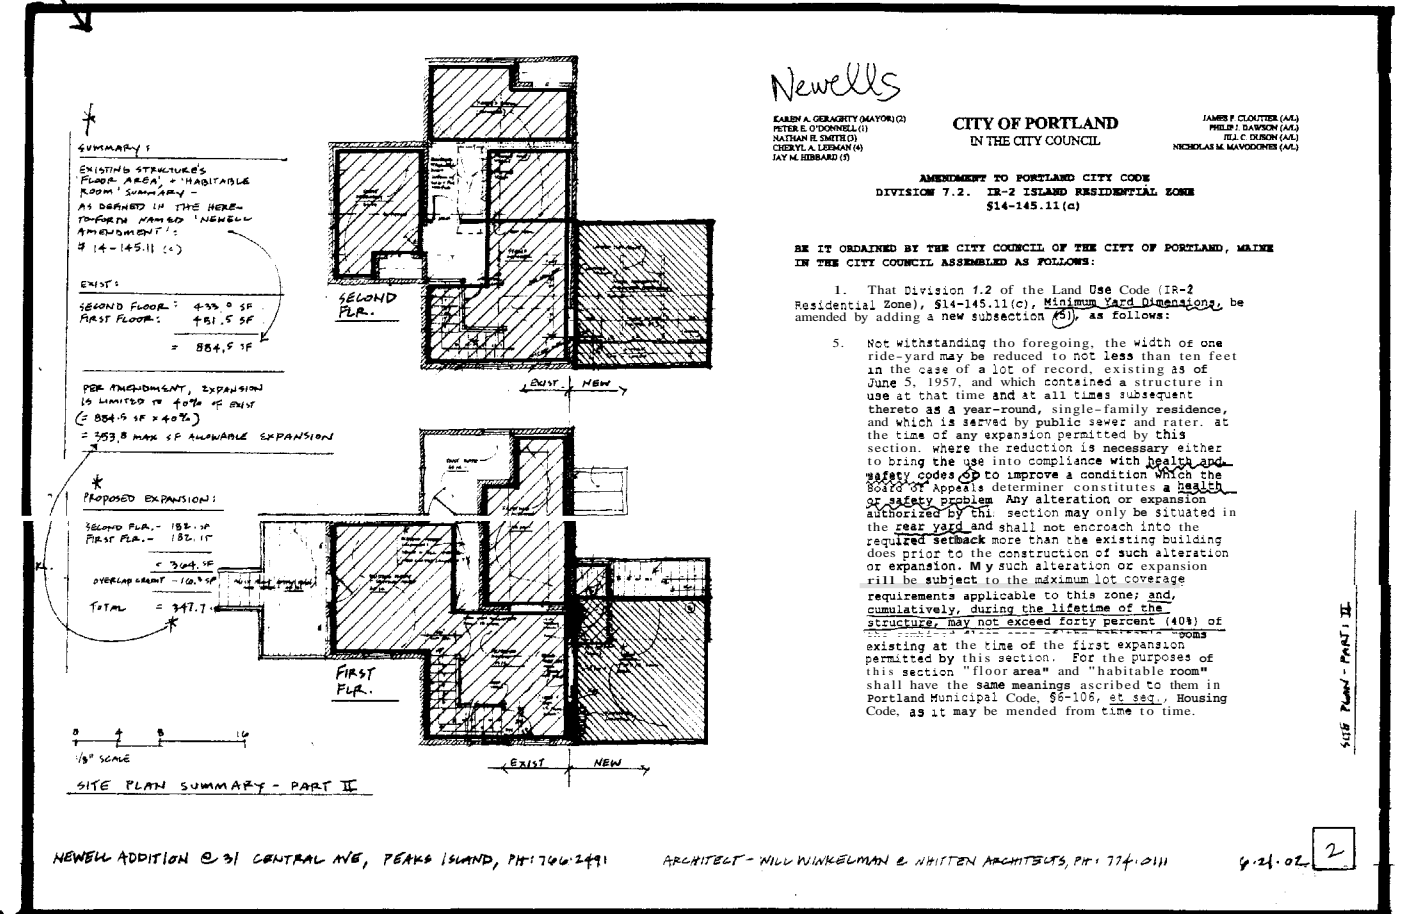 SUMMARY:
EXISTING STRUCTURE'S
'FLOOR AREA', + 'HABITABLE
ROOM' SUMMARY -
AS DEFINED IN THE HERE-
TO-FORTH NAMED 'NEWELL
AMENDMENT':
# 14-145.11 (c)
EXIST:
SECOND FLOOR: 433.0 SF
FIRST FLOOR: 451.5 SF
= 884.5 SF
PER AMENDMENT, EXPANSION
IS LIMITED TO 40% OF EXIST
(= 884.5 SF x 40%)
= 353.8 MAX SF ALLOWABLE EXPANSION
PROPOSED EXPANSION:
SECOND FLR. - 182. SF
FIRST FLR. - 182. SF
= 364. SF
OVERLAP CREDIT -16.3 SF
TOTAL = 347.7
SECOND
FLR.
EXIST. NEW
FIRST
FLR.
EXIST NEW
0 4 8 16
1/8" SCALE
SITE PLAN SUMMARY - PART II
Newells
KAREN A. GERAGHTY (MAYOR) (2)
PETER E. O'DONNELL (1)
NATHAN H. SMITH (3)
CHERYL A. LEEMAN (4)
JAY M. HIBBARD (5)
CITY OF PORTLAND
IN THE CITY COUNCIL
JAMES F. CLOUTIER (A/L)
PHILIP J. DAWSON (A/L)
JILL C. DUSON (A/L)
NICHOLAS M. MAVODONES (A/L)
AMENDMENT TO PORTLAND CITY CODE
DIVISION 7.2. IR-2 ISLAND RESIDENTIAL ZONE
§14-145.11(c)
BE IT ORDAINED BY THE CITY COUNCIL OF THE CITY OF PORTLAND, MAINE
IN THE CITY COUNCIL ASSEMBLED AS FOLLOWS:
1. That Division 1.2 of the Land Use Code (IR-2
Residential Zone), §14-145.11(c), Minimum Yard Dimensions, be
amended by adding a new subsection (5), as follows:
5. Not withstanding tho foregoing, the width of one
ride-yard may be reduced to not less than ten feet
in the case of a lot of record, existing as of
June 5, 1957, and which contained a structure in
use at that time and at all times subsequent
thereto as a year-round, single-family residence,
and which is served by public sewer and rater. at
the time of any expansion permitted by this
section. where the reduction is necessary either
to bring the use into compliance with health and
safety codes or to improve a condition which the
Board of Appeals determiner constitutes a health
or safety problem Any alteration or expansion
authorized by thi. section may only be situated in
the rear yard and shall not encroach into the
required setback more than the existing building
does prior to the construction of such alteration
or expansion. M y such alteration or expansion
rill be subject to the maximum lot coverage
requirements applicable to this zone; and,
cumulatively, during the lifetime of the
structure, may not exceed forty percent (40%) of
rooms
existing at the time of the first expansion
permitted by this section. For the purposes of
this section "floor area" and "habitable room"
shall have the same meanings ascribed to them in
Portland Municipal Code, §6-106, et seq., Housing
Code, as it may be mended from time to time.
SITE PLAN - PART: II
NEWELL ADDITION @ 31 CENTRAL AVE, PEAKS ISLAND, PH: 766-2491
ARCHITECT - WILL WINKELMAN @ WHITTEN ARCHITECTS, PH: 774-0111
6-21-02
2